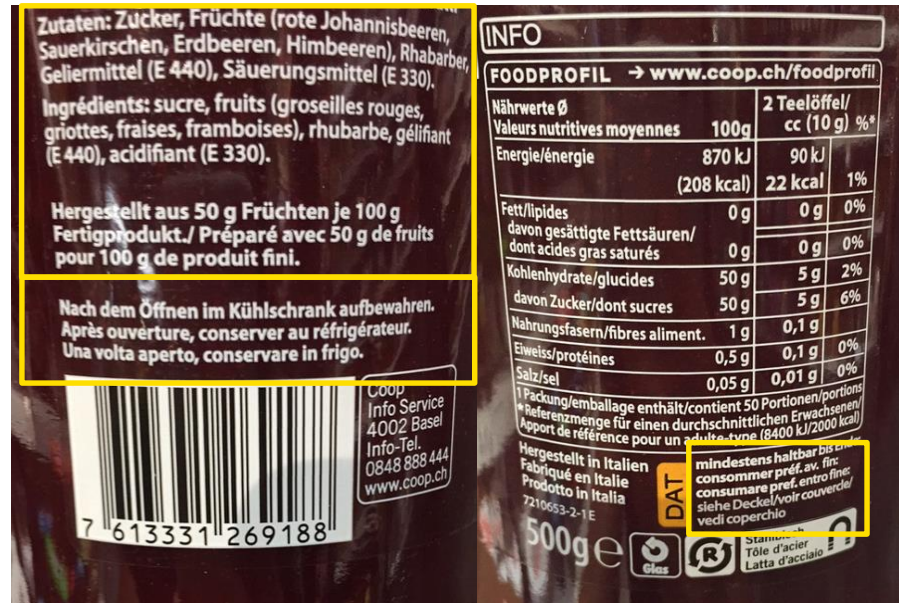 Zutaten: Zucker, Früchte (rote Johannisbeeren,
Sauerkirschen, Erdbeeren, Himbeeren), Rhabarber,
Geliermittel (E 440), Säuerungsmittel (E 330).
Ingrédients: sucre, fruits (groseilles rouges,
griottes, fraises, framboises), rhubarbe, gélifiant
(E 440), acidifiant (E 330).
Hergestellt aus 50 g Früchten je 100 g
Fertigprodukt./ Préparé avec 50 g de fruits
pour 100 g de produit fini.
Nach dem Öffnen im Kühlschrank aufbewahren.
Après ouverture, conserver au réfrigérateur.
Una volta aperto, conservare in frigo.
Coop
Info Service
4002 Basel
Info-Tel.
0848 888 444
www.coop.ch
7 613331 269188
INFO
FOODPROFIL → www.coop.ch/foodprofil
Nährwerte Ø
Valeurs nutritives moyennes 100g
2 Teelöffel/
cc (10 g) %*
Energie/énergie 870 kJ 90 kJ
(208 kcal) 22 kcal 1%
Fett/lipides 0 g 0 g 0%
davon gesättigte Fettsäuren/
dont acides gras saturés 0 g 0 g 0%
Kohlenhydrate/glucides 50 g 5 g 2%
davon Zucker/dont sucres 50 g 5 g 6%
Nahrungsfasern/fibres aliment. 1 g 0,1 g
Eiweiss/protéines 0,5 g 0,1 g 0%
Salz/sel 0,05 g 0,01 g 0%
1 Packung/emballage enthält/contient 50 Portionen/portions
*Referenzmenge für einen durchschnittlichen Erwachsenen/
Apport de référence pour un adulte-type (8400 kJ/2000 kcal)
Hergestellt in Italien
Fabriqué en Italie
Prodotto in Italia
7210653-2-1 E
500g e
Glas
DAT
mindestens haltbar bis
consommer préf. av. fin:
consumare pref. entro fine:
siehe Deckel/voir couvercle/
vedi coperchio
R
Tôle d'acier
Latta d'acciaio